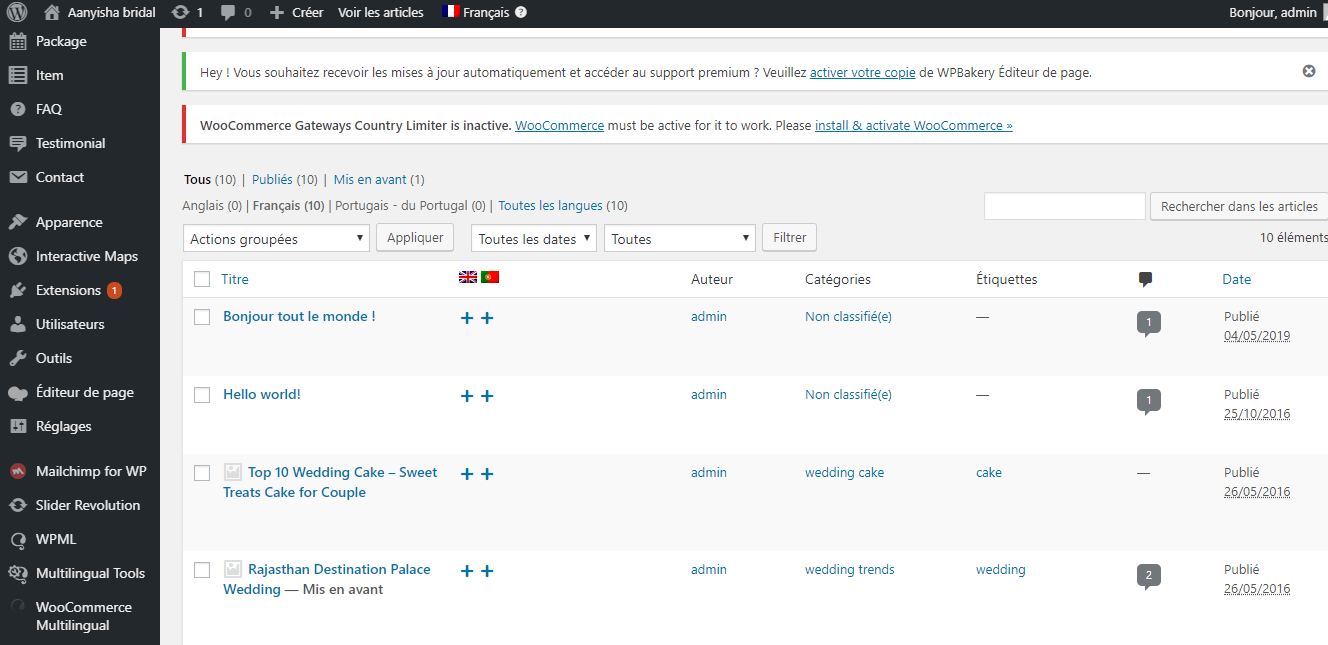 Aanyisha bridal 1 0 Créer Voir les articles Français ? Bonjour, admin
Package
Item
FAQ
Testimonial
Contact
Apparence
Interactive Maps
Extensions 1
Utilisateurs
Outils
Éditeur de page
Réglages
Mailchimp for WP
Slider Revolution
WPML
Multilingual Tools
WooCommerce
Multilingual
Hey ! Vous souhaitez recevoir les mises à jour automatiquement et accéder au support premium ? Veuillez activer votre copie de WPBakery Éditeur de page.
WooCommerce Gateways Country Limiter is inactive. WooCommerce must be active for it to work. Please install & activate WooCommerce »
Tous (10) | Publiés (10) | Mis en avant (1)
Anglais (0) | Français (10) | Portugais - du Portugal (0) | Toutes les langues (10)
Rechercher dans les articles
Actions groupées Appliquer Toutes les dates Toutes Filtrer 10 éléments
Titre Auteur Catégories Étiquettes Date
Bonjour tout le monde ! + + admin Non classifié(e) — 1 Publié
04/05/2019
Hello world! + + admin Non classifié(e) — 1 Publié
25/10/2016
Top 10 Wedding Cake – Sweet + + admin wedding cake cake — Publié
Treats Cake for Couple 26/05/2016
Rajasthan Destination Palace + + admin wedding trends wedding 2 Publié
Wedding — Mis en avant 26/05/2016